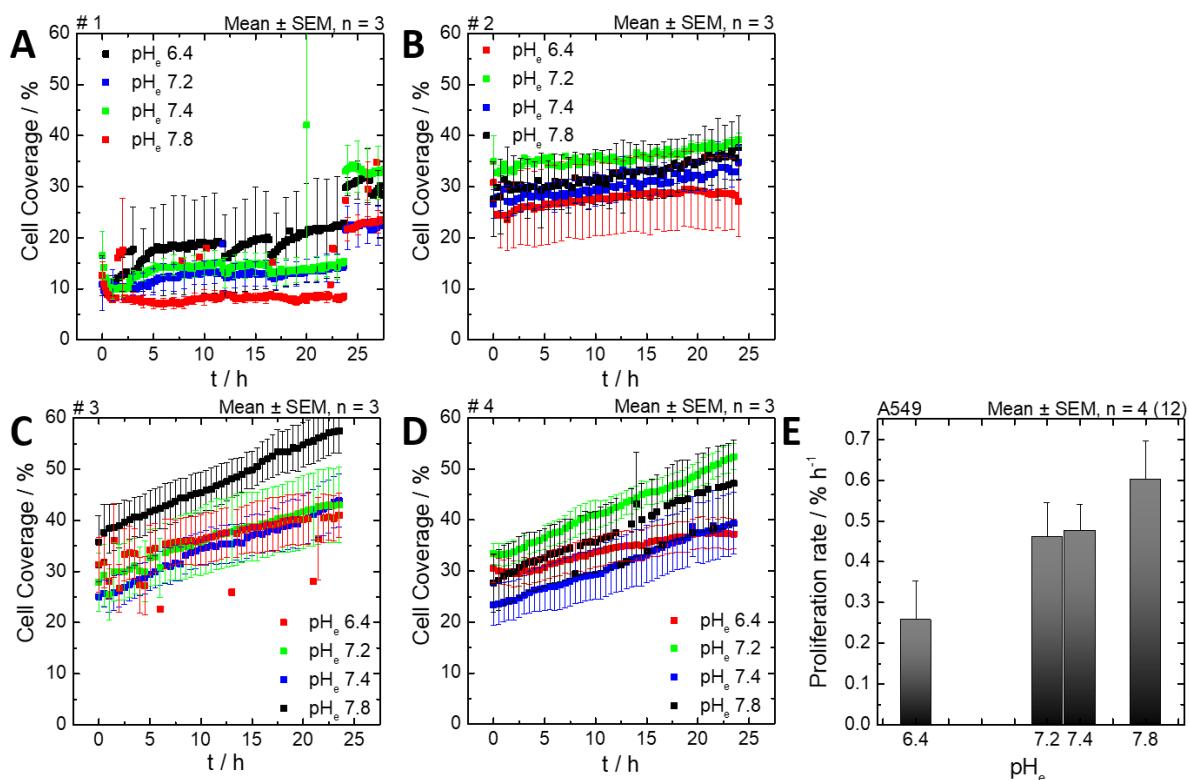 A
# 1
Mean ± SEM, n = 3
60
50
40
30
20
10
0
Cell Coverage / %
pHe 6.4
pHe 7.2
pHe 7.4
pHe 7.8
0
5
10
15
20
25
t / h
B
# 2
Mean ± SEM, n = 3
60
50
40
30
20
10
0
Cell Coverage / %
pHe 6.4
pHe 7.2
pHe 7.4
pHe 7.8
0
5
10
15
20
25
t / h
C
# 3
Mean ± SEM, n = 3
60
50
40
30
20
10
0
Cell Coverage / %
pHe 6.4
pHe 7.2
pHe 7.4
pHe 7.8
0
5
10
15
20
25
t / h
D
# 4
Mean ± SEM, n = 3
60
50
40
30
20
10
0
Cell Coverage / %
pHe 6.4
pHe 7.2
pHe 7.4
pHe 7.8
0
5
10
15
20
25
t / h
E
A549
Mean ± SEM, n = 4 (12)
0.7
0.6
0.5
0.4
0.3
0.2
0.1
0.0
Proliferation rate / % h⁻¹
6.4
7.2
7.4
7.8
pHe